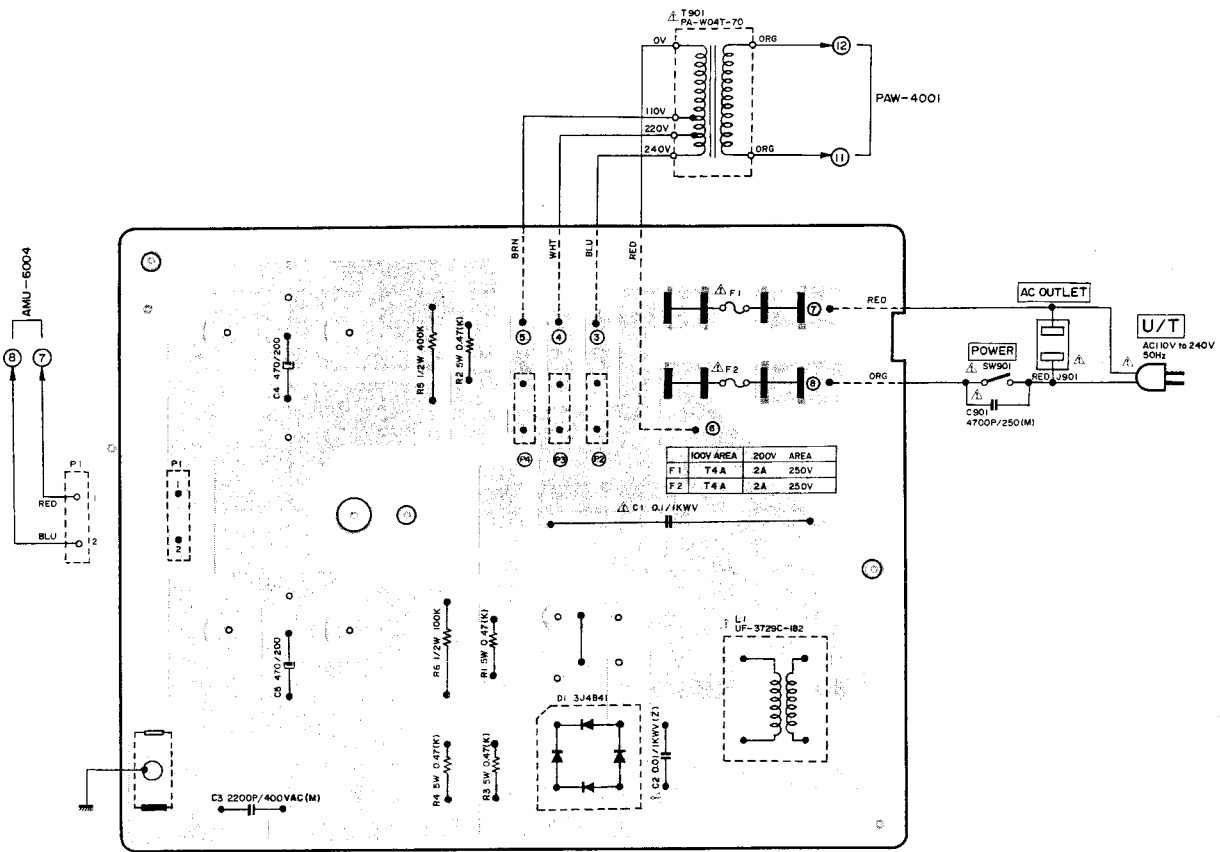 ⚠ T901
PA-W04T-70
0V
ORG
12
110V
220V
240V
ORG
11
PAW-4001
BRN
WHT
BLU
RED
AMU-6004
8
7
P1
RED
1
BLU
2
P1
1
2
C4 470/200
R5 1/2W 400K
R2 5W 0.47(K)
5
4
3
P4
P3
P2
⚠ F1
7
RED
⚠ F2
8
ORG
6
AC OUTLET
POWER
⚠ SW901
RED
J901
⚠
⚠
C901
4700P/250(M)
U/T
AC110V to 240V
50Hz
⚠
100V AREA 200V AREA
F1 T4A 2A 250V
F2 T4A 2A 250V
⚠ C1 0.1/1KWV
C5 470/200
R6 1/2W 100K
R1 5W 0.47(K)
D1 3J4B41
L1
UF-3729C-182
R4 5W 0.47(K)
R3 5W 0.47(K)
C2 0.01/1KWV(Z)
C3 2200P/400VAC(M)